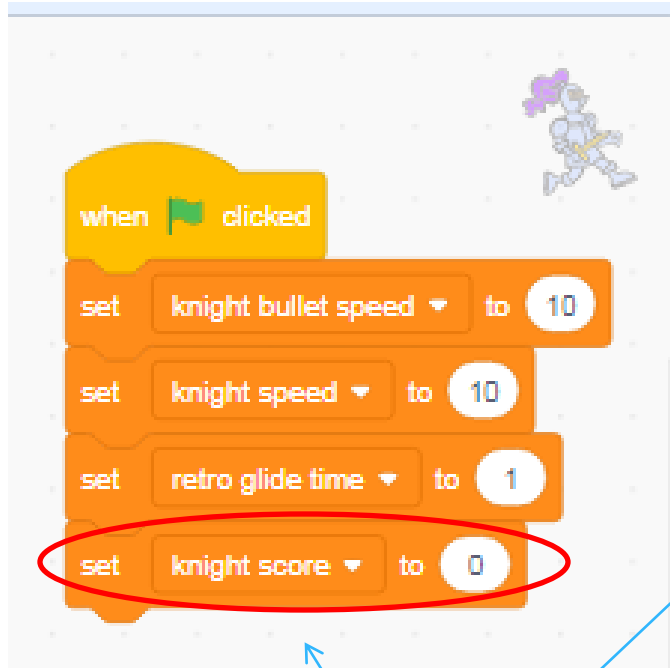 when clicked
set knight bullet speed to 10
set knight speed to 10
set retro glide time to 1
set knight score to 0